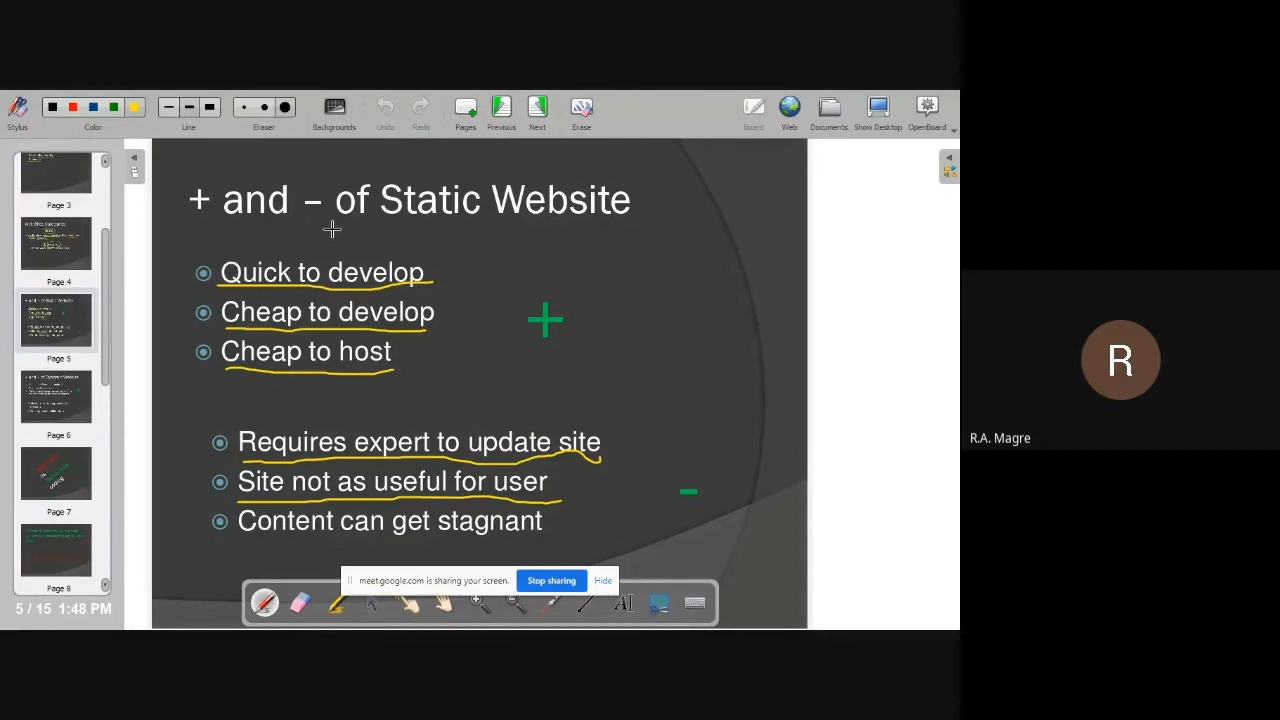 Stylus
Color
Line
Eraser
Backgrounds
Undo
Redo
Pages
Previous
Next
Erase
Board
Web
Documents
Show Desktop
OpenBoard
Page 3
Page 4
Page 5
Page 6
Page 7
Page 8
5 / 15 1:48 PM
+ and – of Static Website
Quick to develop
Cheap to develop
Cheap to host
+
Requires expert to update site
Site not as useful for user
Content can get stagnant
-
meet.google.com is sharing your screen. Stop sharing Hide
R
R.A. Magre